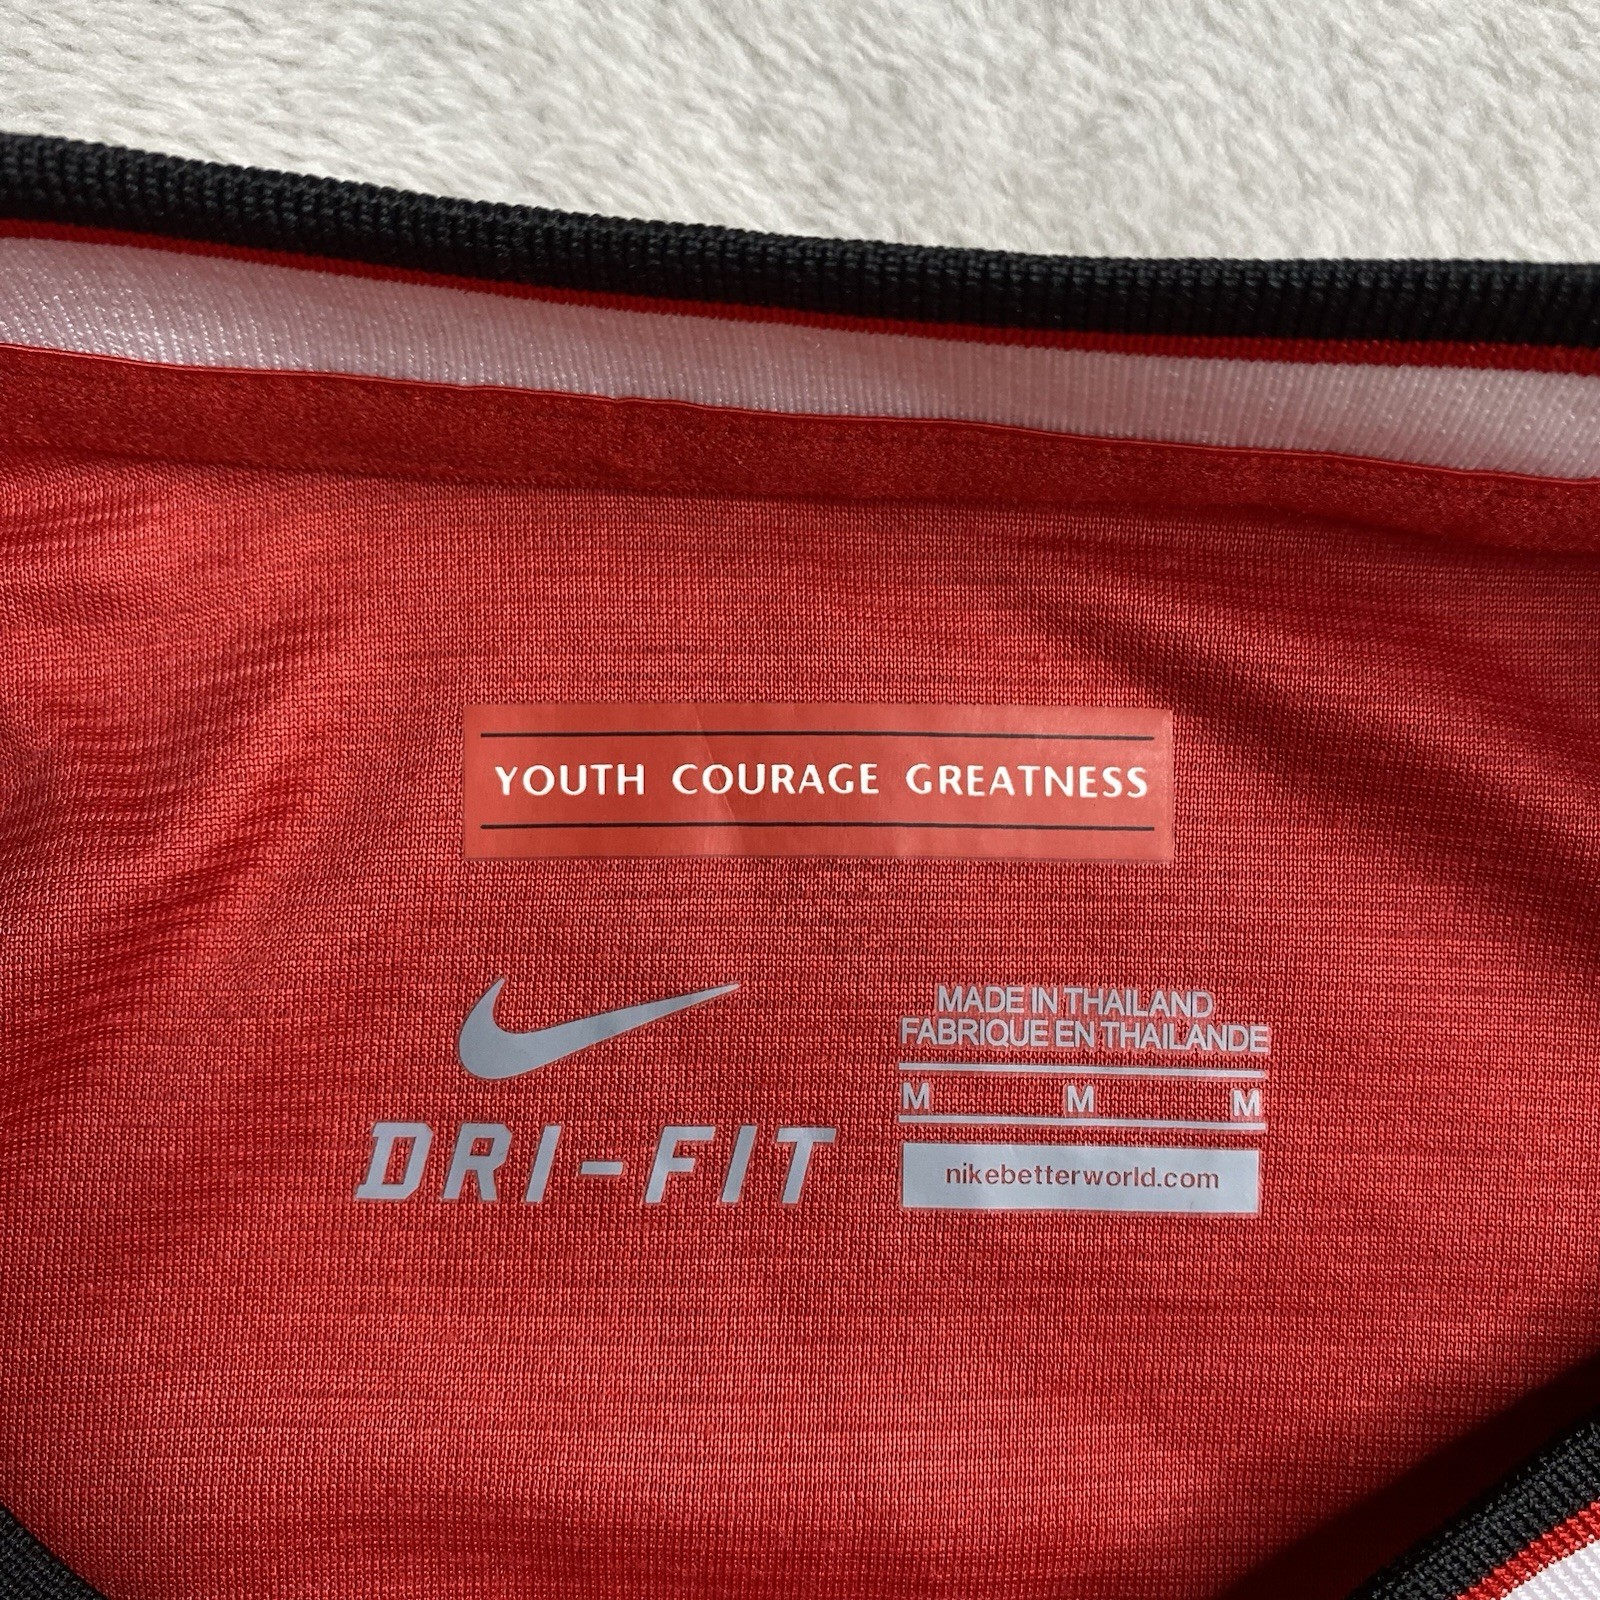 YOUTH COURAGE GREATNESS
MADE IN THAILAND
FABRIQUE EN THAILANDE
M M M
DRI-FIT
nikebetterworld.com